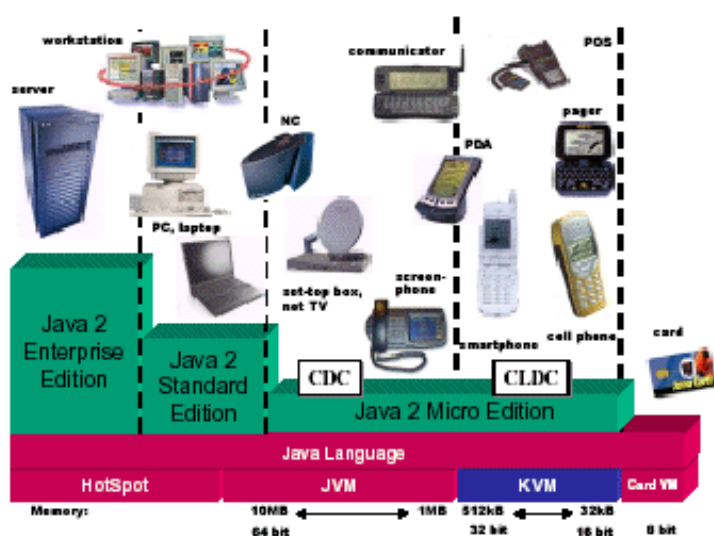 workstation
communicator
POS
server
NC
pager
PDA
PC, laptop
set-top box,
net TV
screen-
phone
smartphone
cell phone
card
Java 2
Enterprise
Edition
Java 2
Standard
Edition
CDC
CLDC
Java 2 Micro Edition
Java Language
HotSpot
JVM
KVM
Card VM
Memory:
10MB
1MB
512kB
32kB
64 bit
32 bit
16 bit
8 bit